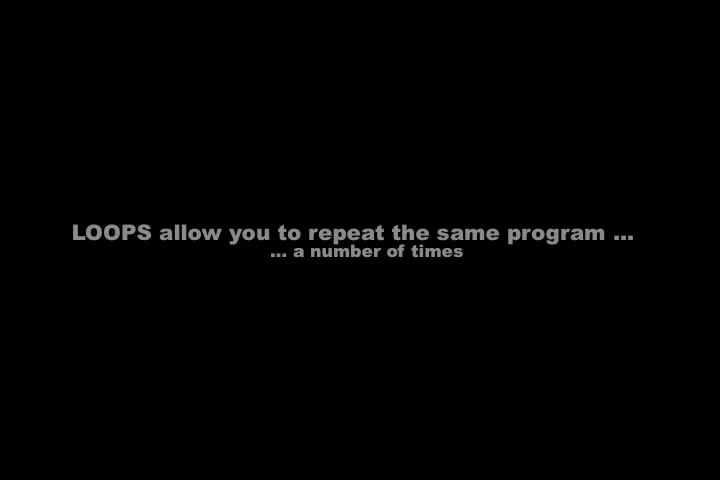 LOOPS allow you to repeat the same program ...
... a number of times